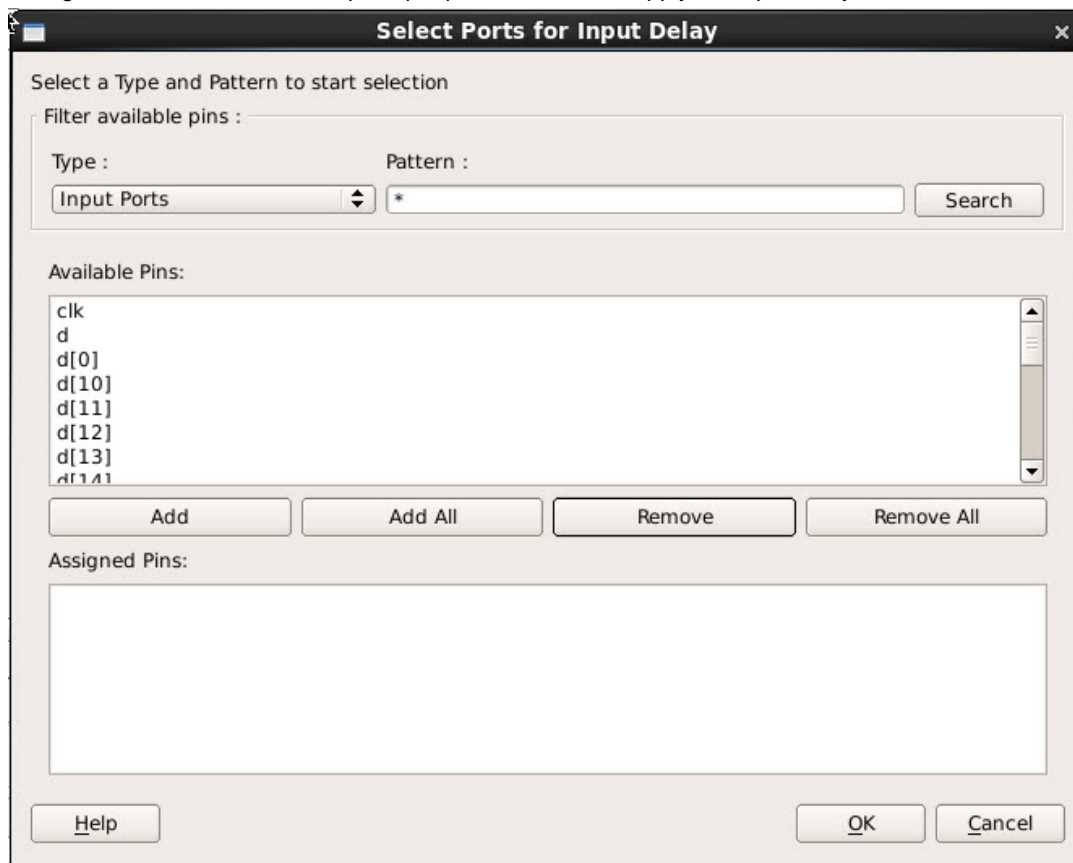 Select Ports for Input Delay
Select a Type and Pattern to start selection
Filter available pins :
Type : Pattern :
Input Ports * Search
Available Pins:
clk
d
d[0]
d[10]
d[11]
d[12]
d[13]
d[14]
Add Add All Remove Remove All
Assigned Pins:
Help OK Cancel